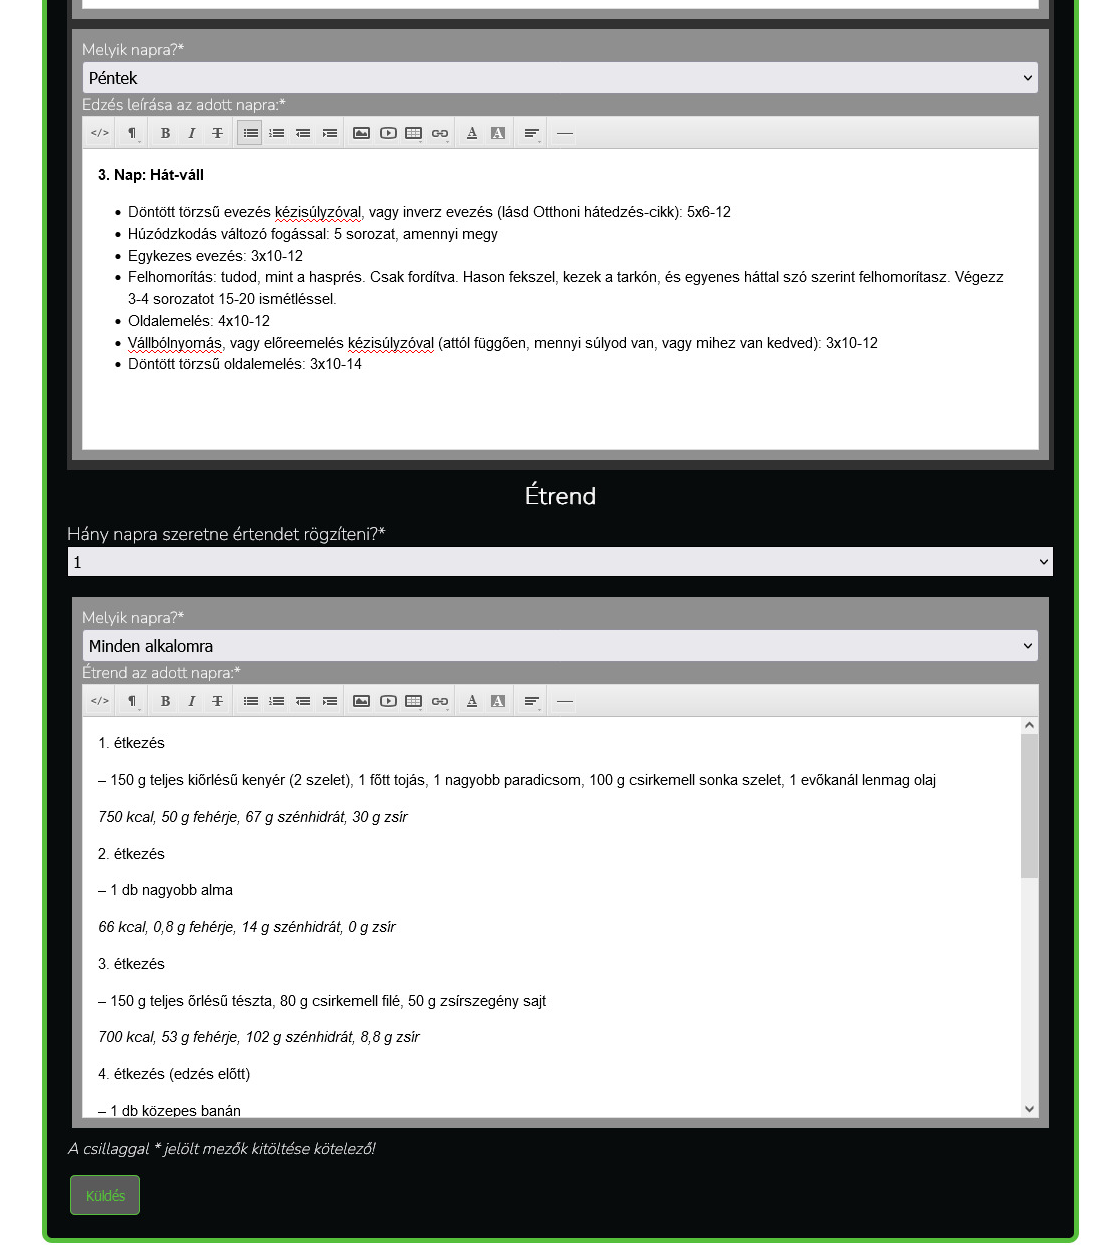 Melyik napra?*
Péntek
Edzés leírása az adott napra:*
3. Nap: Hát-váll
Döntött törzsű evezés kézisúlyzóval, vagy inverz evezés (lásd Otthoni hátedzés-cikk): 5x6-12
Húzódzkodás változó fogással: 5 sorozat, amennyi megy
Egykezes evezés: 3x10-12
Felhomorítás: tudod, mint a hasprés. Csak fordítva. Hason fekszel, kezek a tarkón, és egyenes háttal szó szerint felhomorítasz. Végezz
3-4 sorozatot 15-20 ismétléssel.
Oldalemelés: 4x10-12
Vállbólnyomás, vagy előreemelés kézisúlyzóval (attól függően, mennyi súlyod van, vagy mihez van kedved): 3x10-12
Döntött törzsű oldalemelés: 3x10-14
Étrend
Hány napra szeretne értendet rögzíteni?*
1
Melyik napra?*
Minden alkalomra
Étrend az adott napra:*
1. étkezés
– 150 g teljes kiőrlésű kenyér (2 szelet), 1 főtt tojás, 1 nagyobb paradicsom, 100 g csirkemell sonka szelet, 1 evőkanál lenmag olaj
750 kcal, 50 g fehérje, 67 g szénhidrát, 30 g zsír
2. étkezés
– 1 db nagyobb alma
66 kcal, 0,8 g fehérje, 14 g szénhidrát, 0 g zsír
3. étkezés
– 150 g teljes őrlésű tészta, 80 g csirkemell filé, 50 g zsírszegény sajt
700 kcal, 53 g fehérje, 102 g szénhidrát, 8,8 g zsír
4. étkezés (edzés előtt)
– 1 db közepes banán
A csillaggal * jelölt mezők kitöltése kötelező!
Küldés